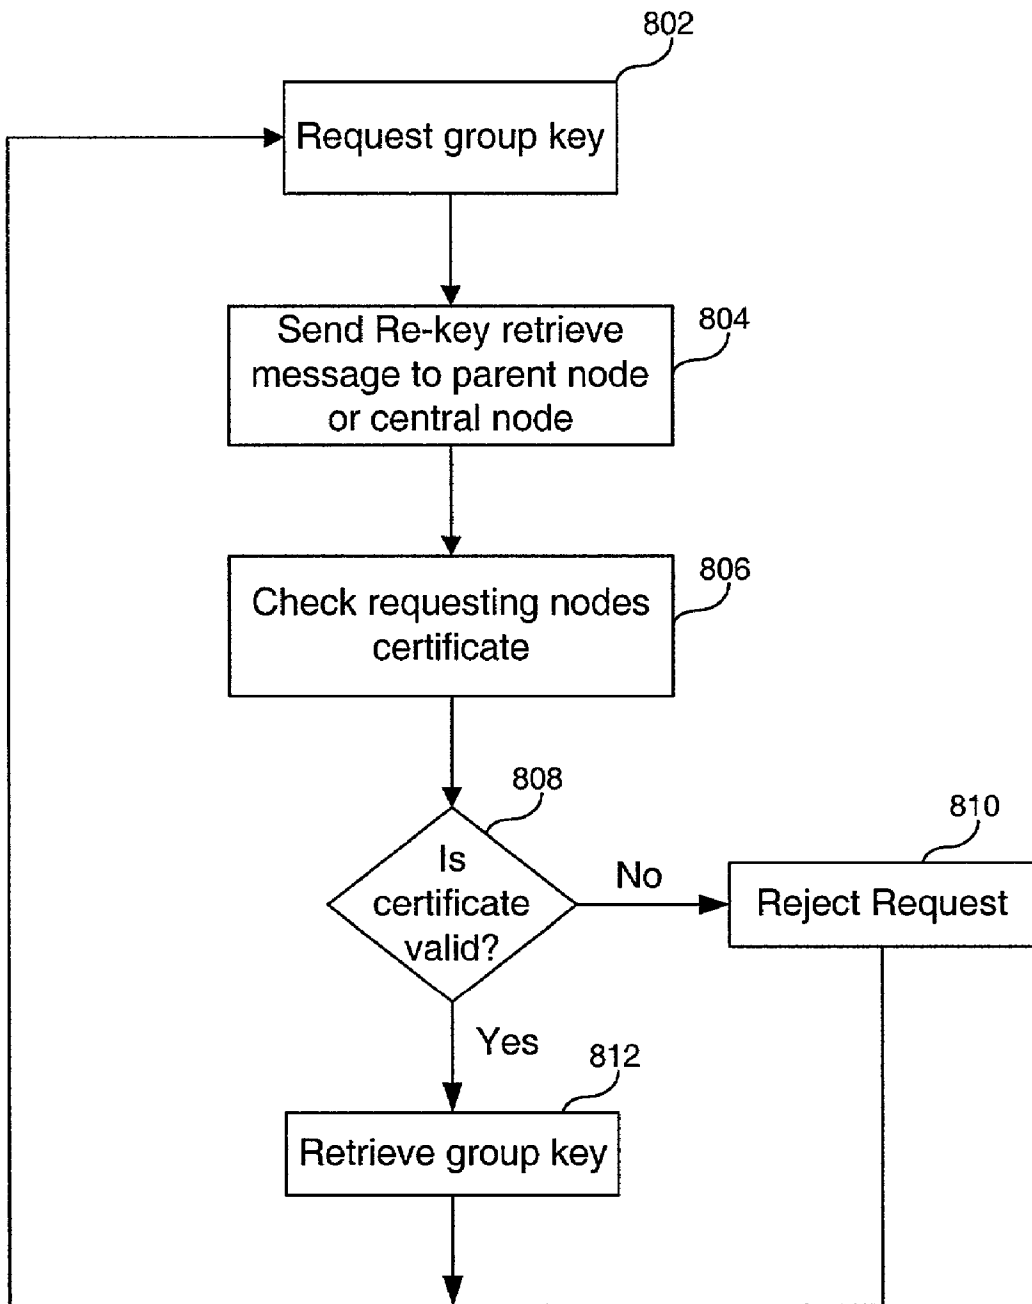 802
Request group key
Send Re-key retrieve
message to parent node
or central node
804
Check requesting nodes
certificate
806
808
Is
certificate
valid?
No
810
Reject Request
Yes
812
Retrieve group key